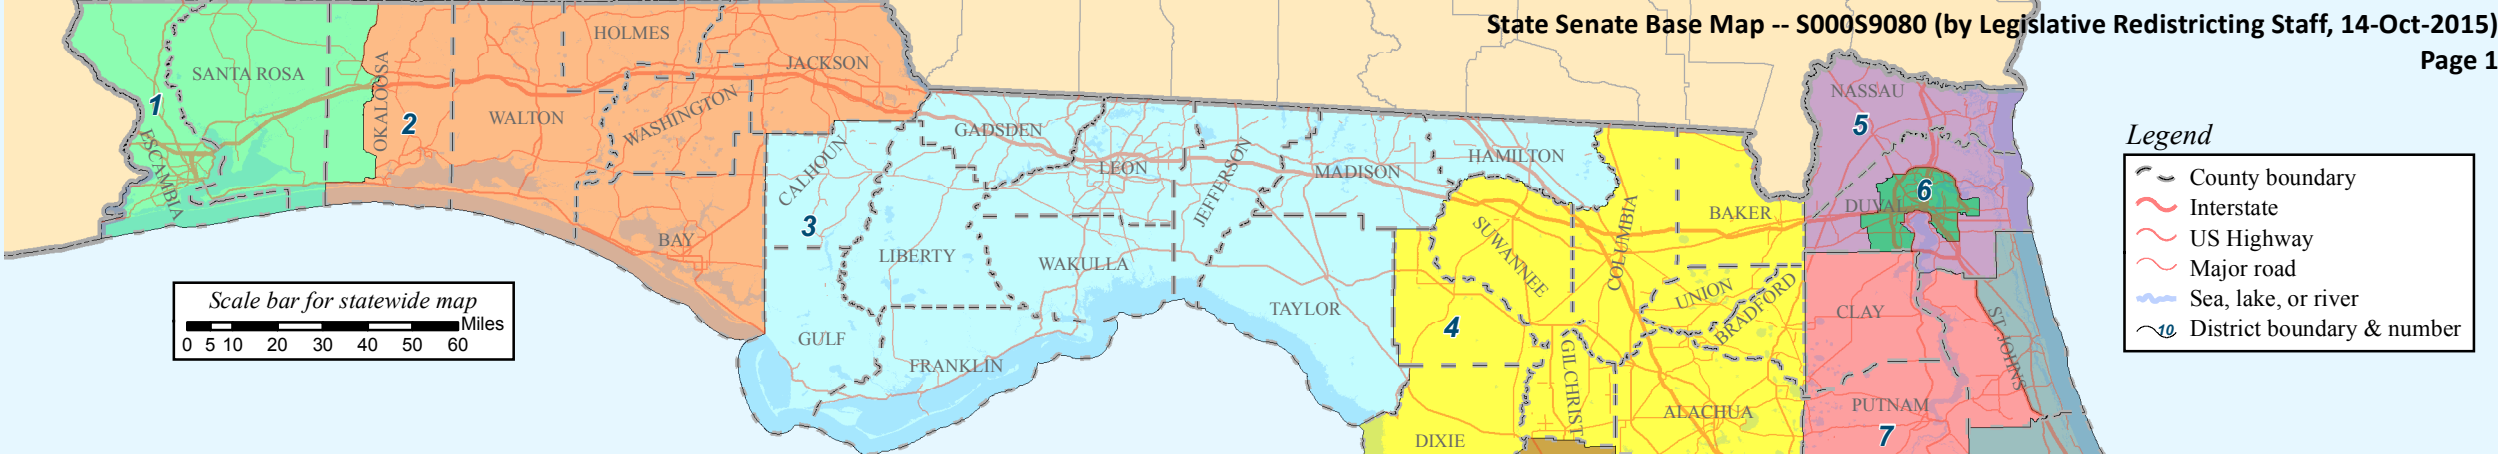 State Senate Base Map -- S000S9080 (by Legislative Redistricting Staff, 14-Oct-2015)
Page 1
HOLMES
JACKSON
SANTA ROSA
OKALOOSA
WALTON
WASHINGTON
1
2
ESCAMBIA
BAY
CALHOUN
GADSDEN
LEON
JEFFERSON
MADISON
HAMILTON
3
LIBERTY
WAKULLA
TAYLOR
GULF
FRANKLIN
SUWANNEE
COLUMBIA
BAKER
UNION
BRADFORD
4
GILCHRIST
ALACHUA
DIXIE
NASSAU
5
6
DUVAL
CLAY
ST. JOHNS
PUTNAM
7
Scale bar for statewide map
Miles
0 5 10 20 30 40 50 60
Legend
County boundary
Interstate
US Highway
Major road
Sea, lake, or river
10 District boundary & number